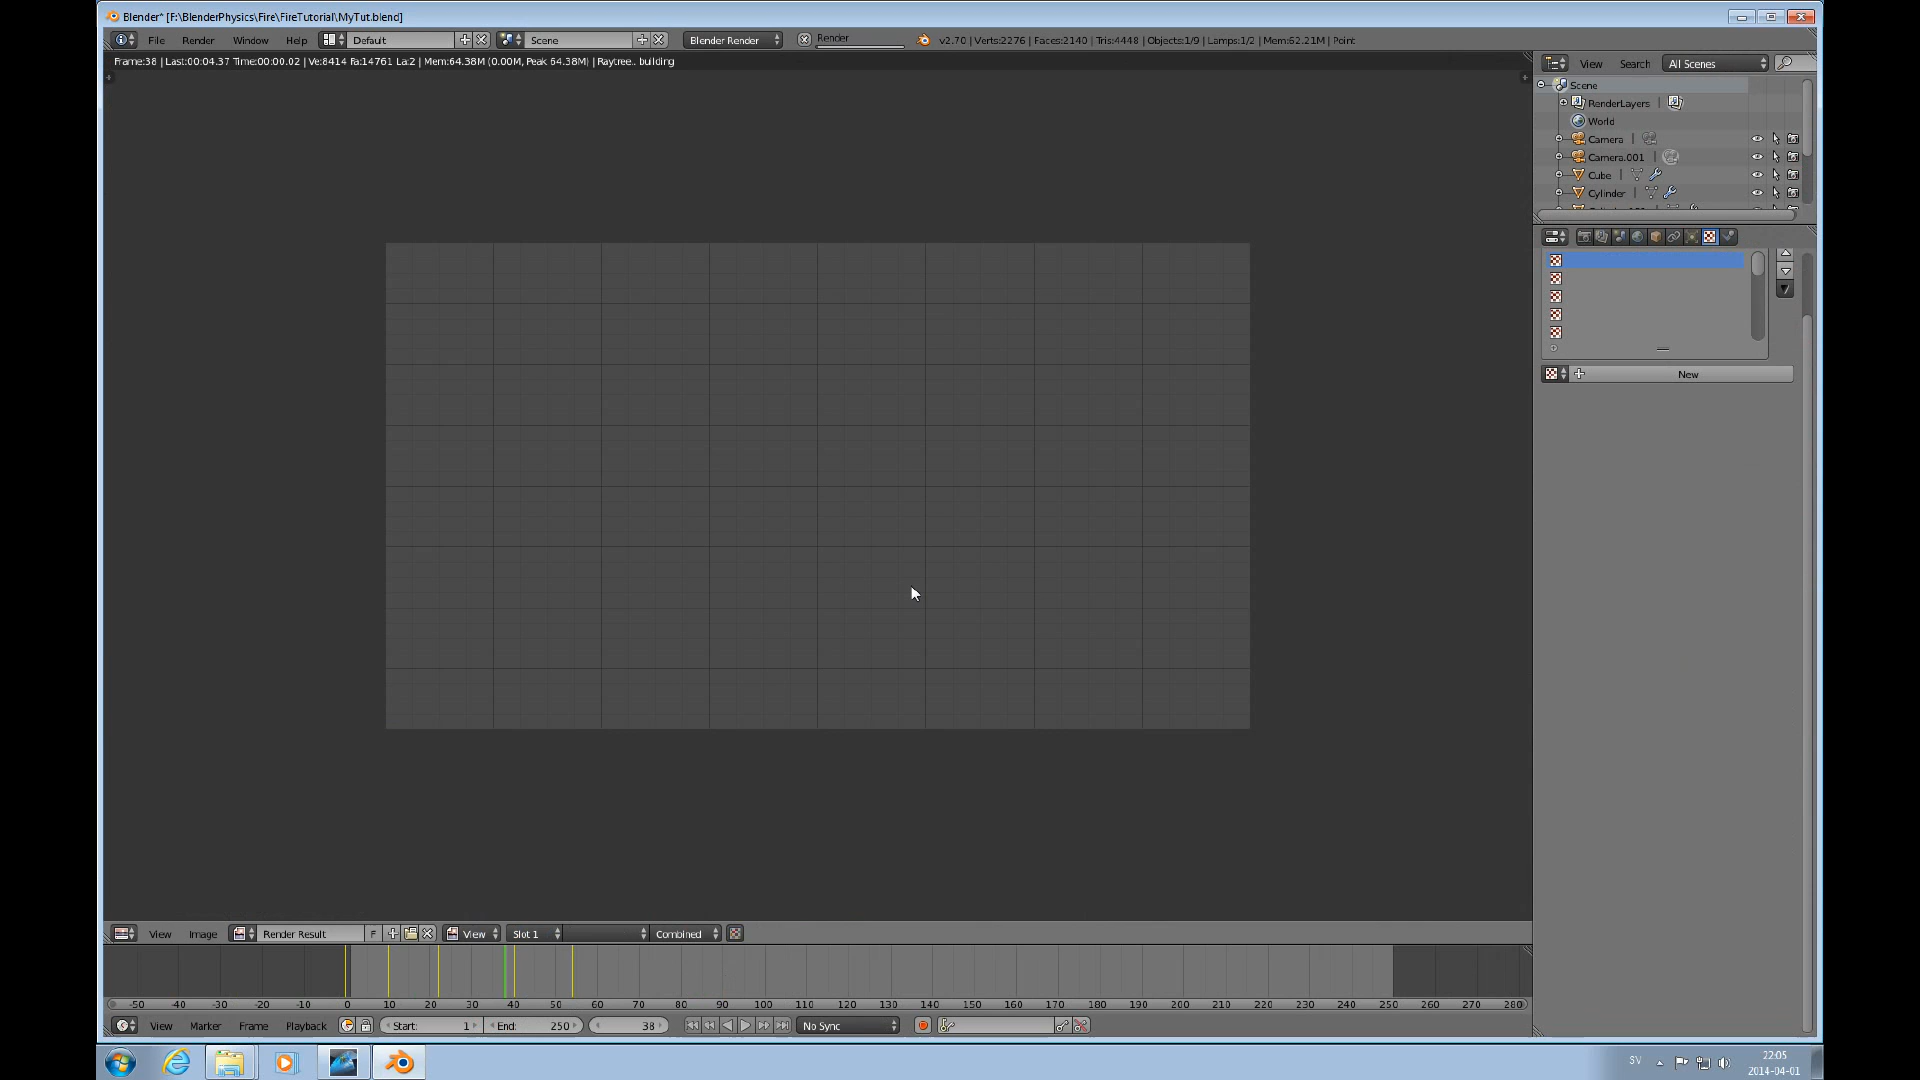 Blender* [F:\BlenderPhysics\Fire\FireTutorial\MyTut.blend]
File Render Window Help Default Scene Blender Render Render v2.70 | Verts:2276 | Faces:2140 | Tris:4448 | Objects:1/9 | Lamps:1/2 | Mem:62.21M | Point
Frame:38 | Last:00:04.37 Time:00:00.02 | Ve:8414 Fa:14761 La:2 | Mem:64.38M (0.00M, Peak 64.38M) | Raytree.. building
View Search All Scenes
Scene
RenderLayers
World
Camera
Camera.001
Cube
Cylinder
New
View Image Render Result F View Slot 1 Combined
-50 -40 -30 -20 -10 0 10 20 30 40 50 60 70 80 90 100 110 120 130 140 150 160 170 180 190 200 210 220 230 240 250 260 270 280
View Marker Frame Playback Start: 1 End: 250 38 No Sync
SV 22:05
2014-04-01